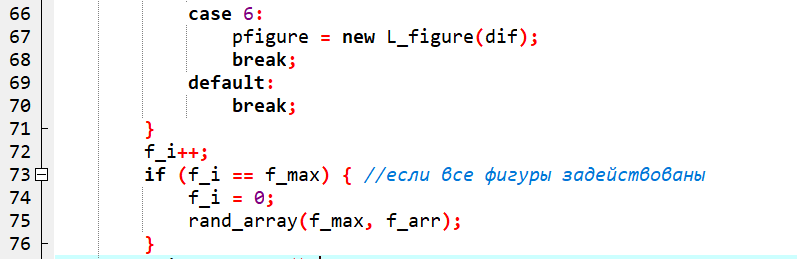 66 case 6:
67 pfigure = new L_figure(dif);
68 break;
69 default:
70 break;
71 }
72 f_i++;
73 if (f_i == f_max) { //если все фигуры задействованы
74 f_i = 0;
75 rand_array(f_max, f_arr);
76 }